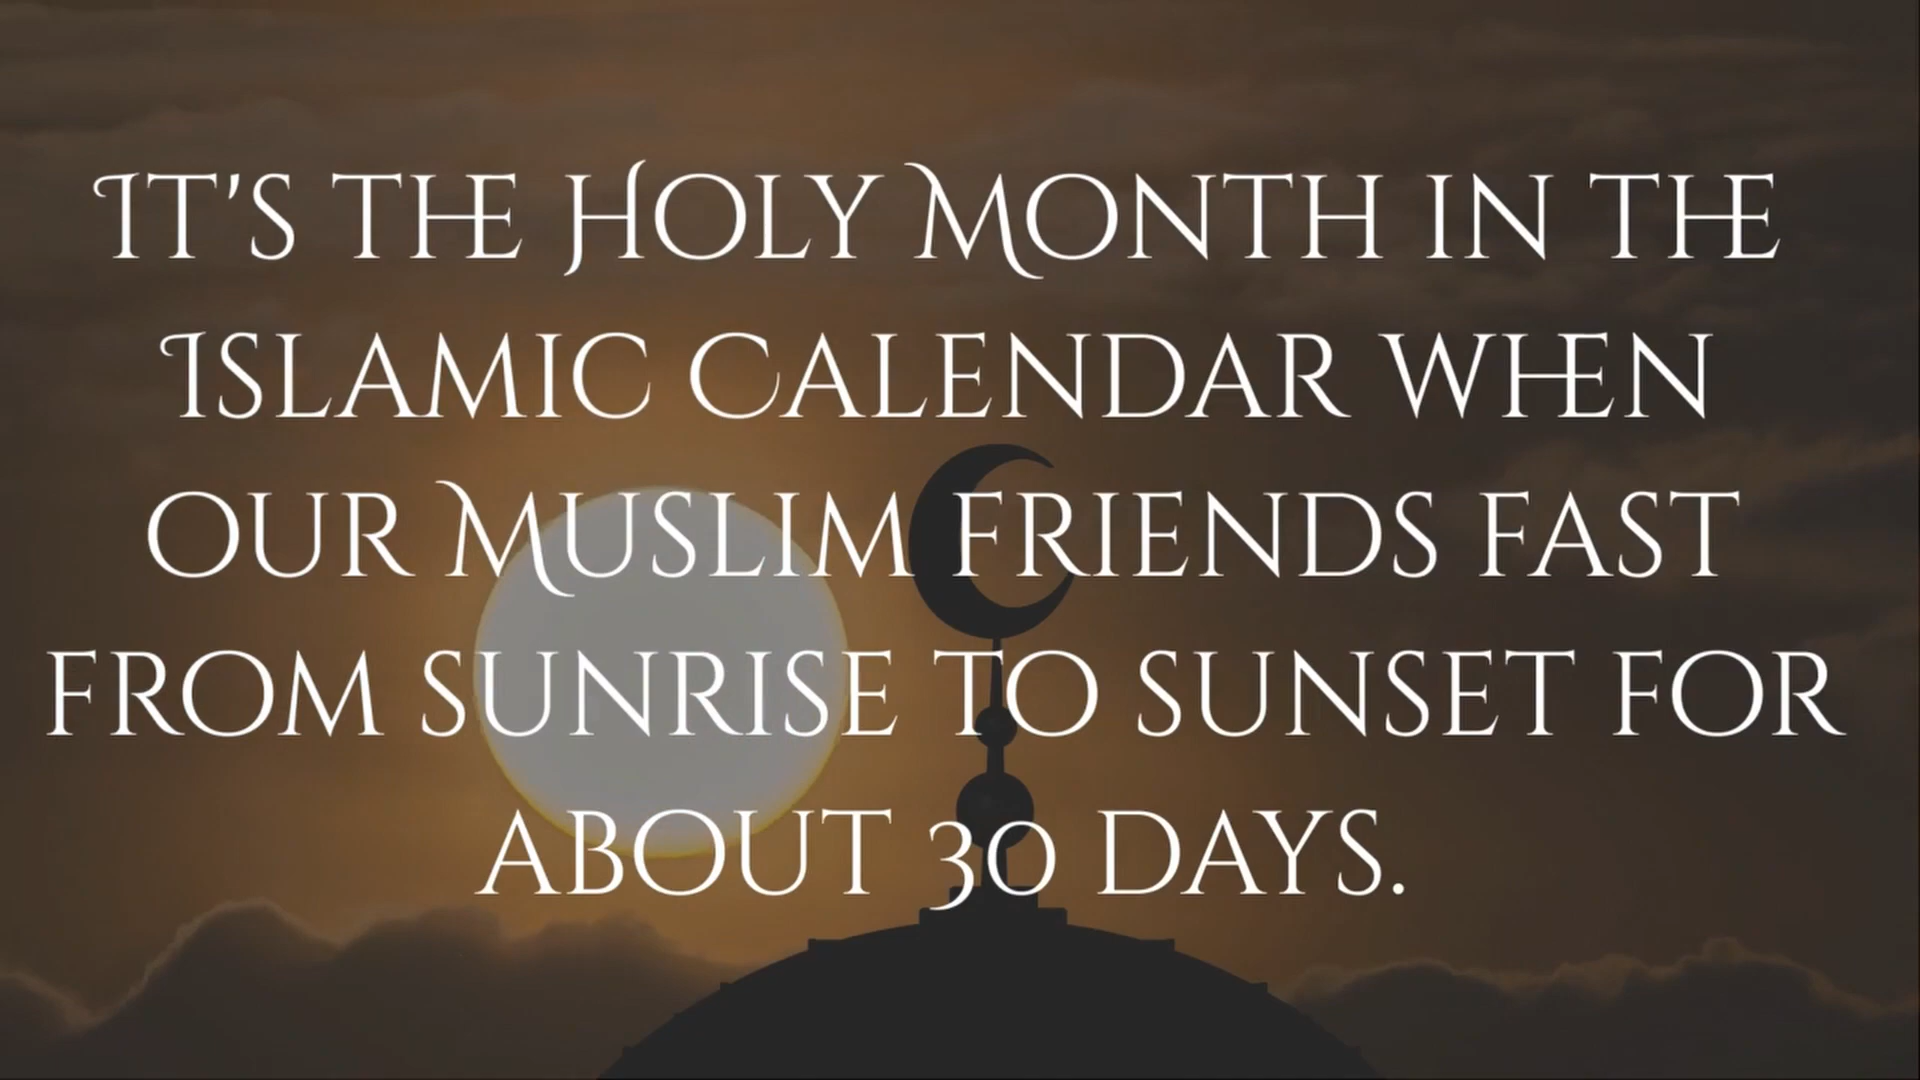 It's the Holy Month in the
Islamic Calendar when
our Muslim friends fast
from sunrise to sunset for
about 30 days.